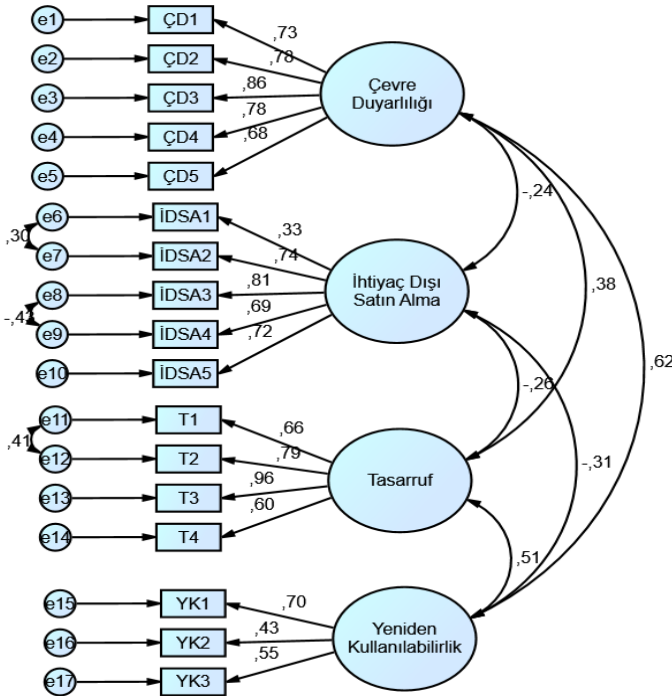 e1 ÇD1 ,73
e2 ÇD2 ,78
e3 ÇD3 ,86
e4 ÇD4 ,78
e5 ÇD5 ,68
Çevre
Duyarlılığı
-,24
,38
,62
e6 İDSA1 ,33
,30
e7 İDSA2 ,74
e8 İDSA3 ,81
-,43
e9 İDSA4 ,69
e10 İDSA5 ,72
İhtiyaç Dışı
Satın Alma
-,26
-,31
e11 T1 ,66
,41
e12 T2 ,79
e13 T3 ,96
e14 T4 ,60
Tasarruf
,51
e15 YK1 ,70
e16 YK2 ,43
e17 YK3 ,55
Yeniden
Kullanılabilirlik